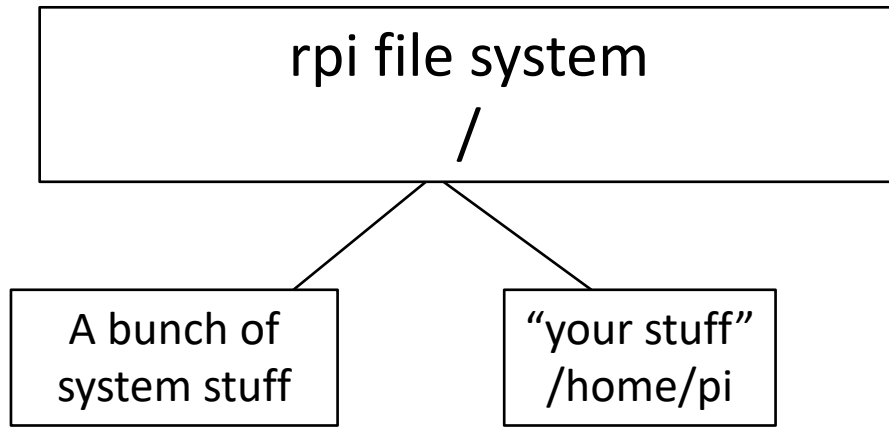 rpi file system
/
A bunch of
system stuff
“your stuff”
/home/pi